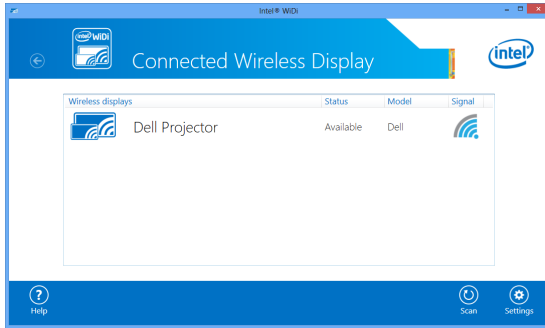 Intel® WiDi
intel WiDi
Connected Wireless Display
intel
Wireless displays Status Model Signal
Dell Projector Available Dell
?
Help Scan Settings